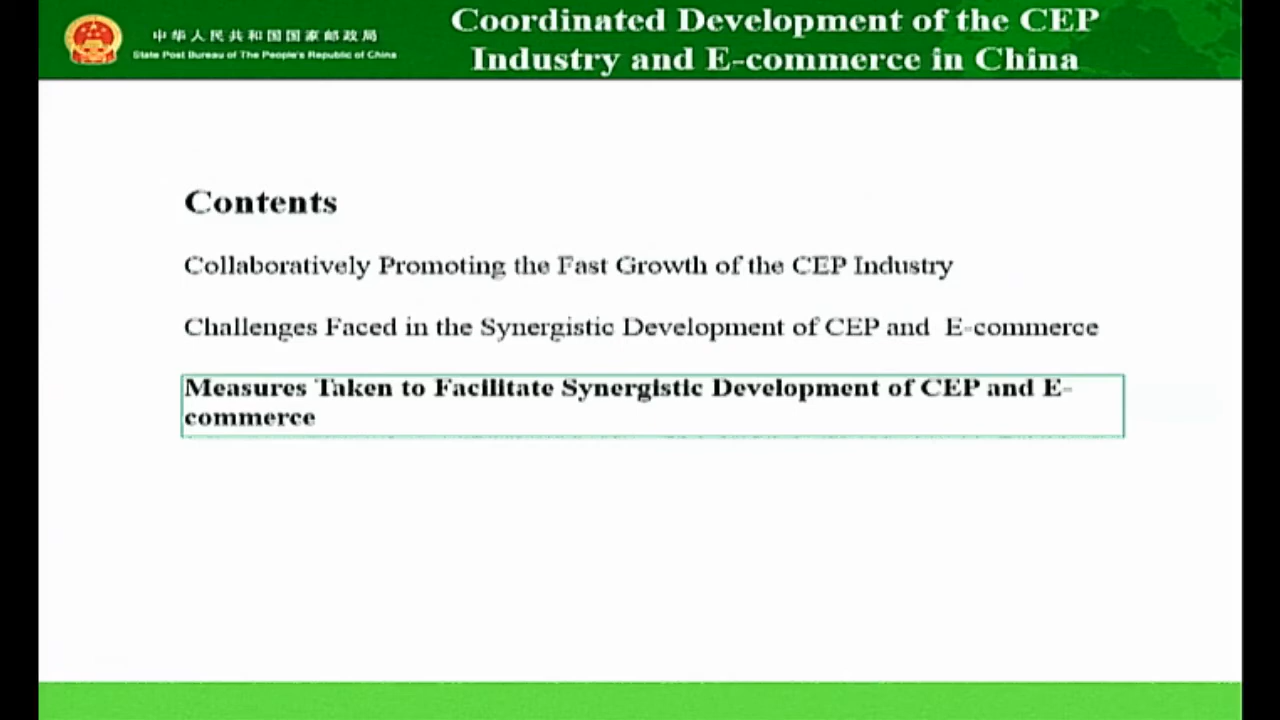 中华人民共和国国家邮政局
State Post Bureau of The People's Republic of China
Coordinated Development of the CEP
Industry and E-commerce in China
Contents
Collaboratively Promoting the Fast Growth of the CEP Industry
Challenges Faced in the Synergistic Development of CEP and E-commerce
Measures Taken to Facilitate Synergistic Development of CEP and E-
commerce